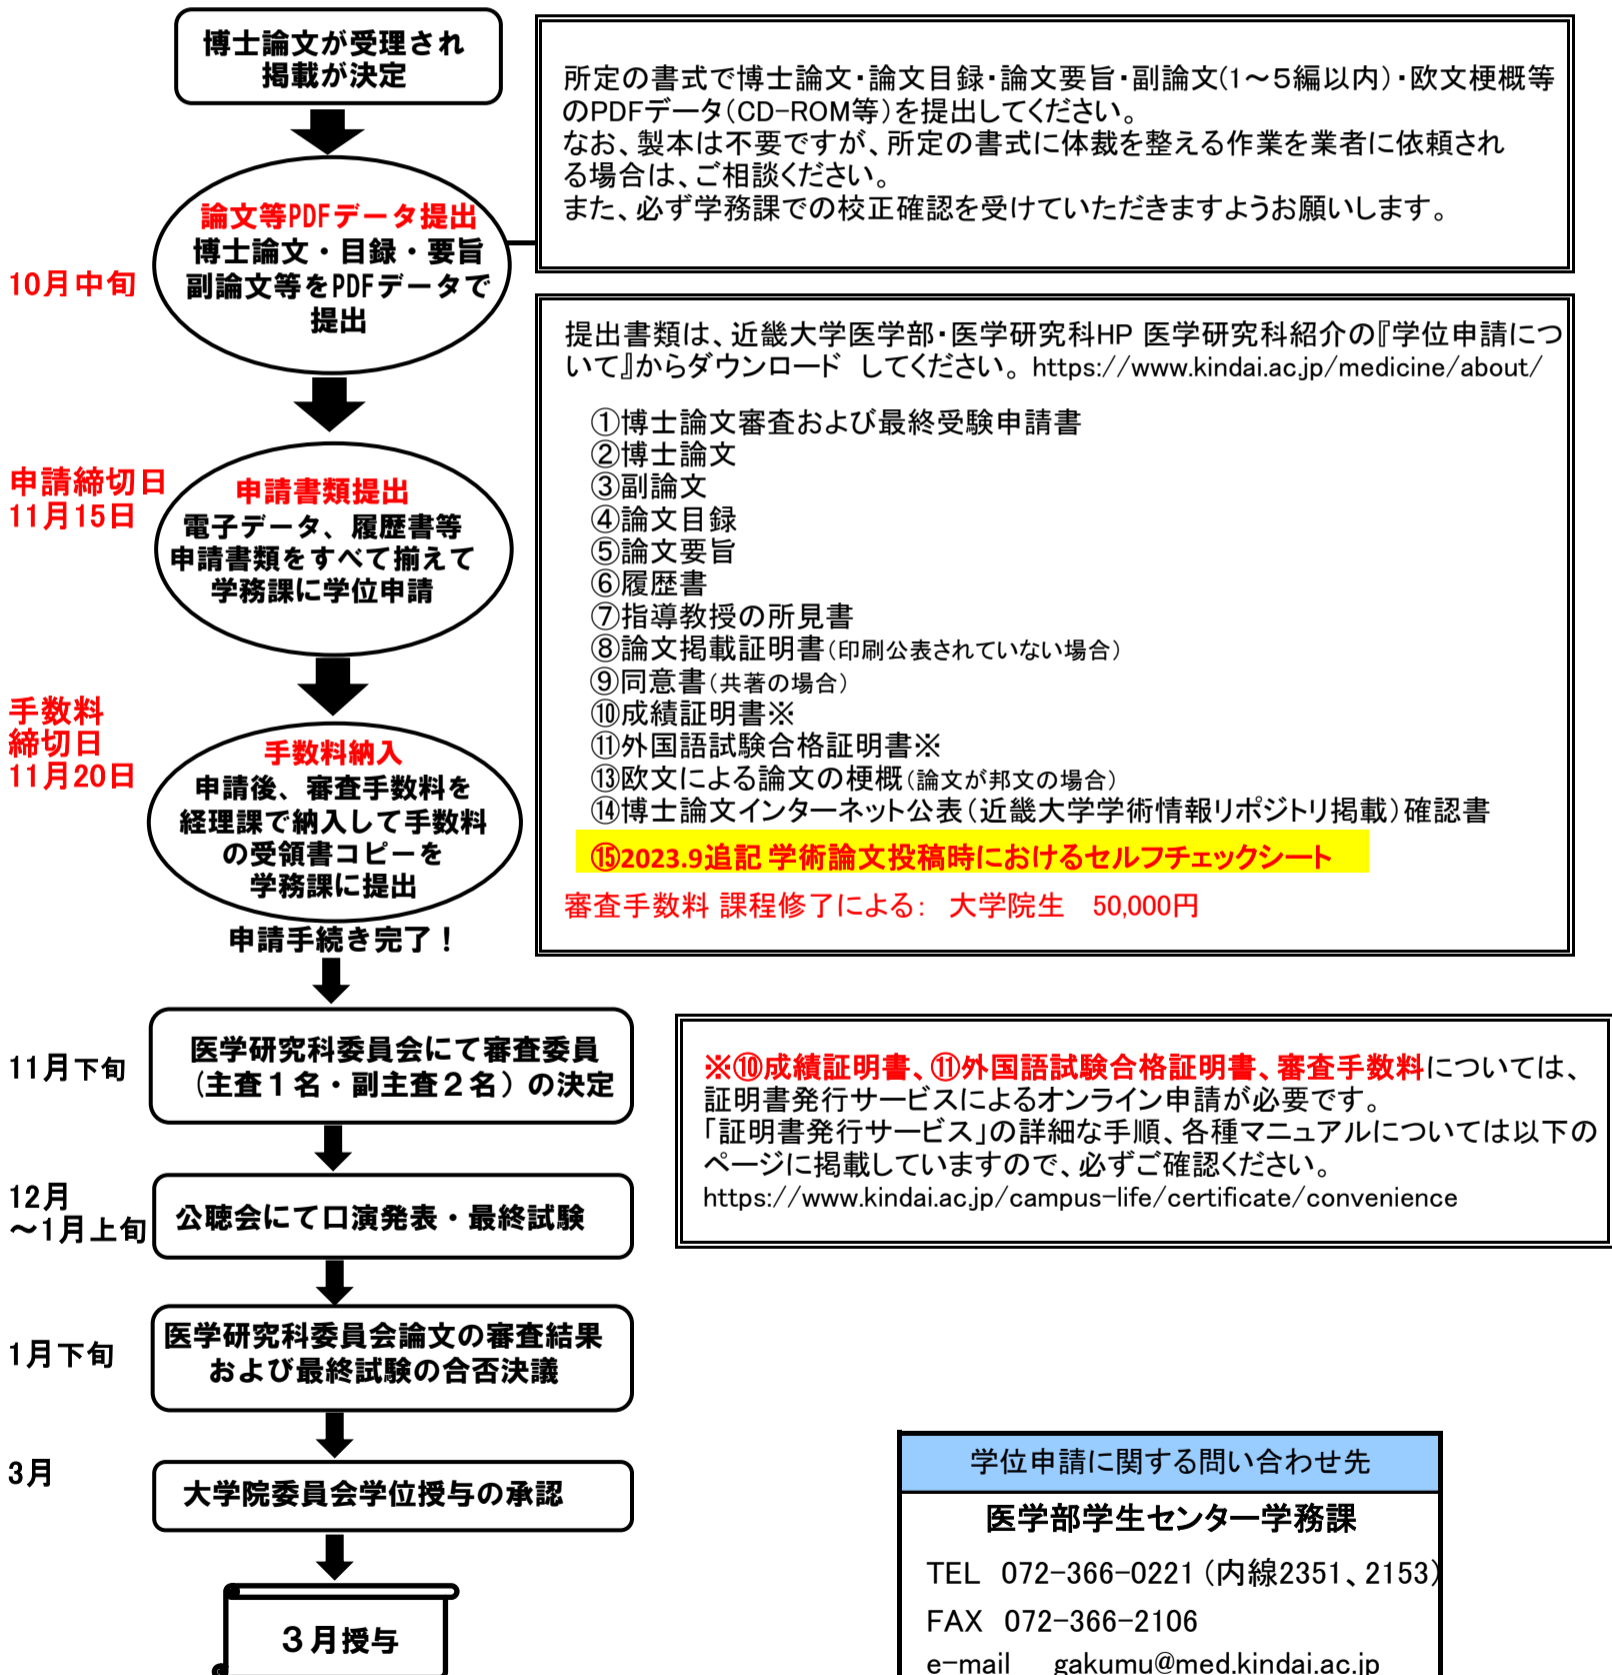 博士論文が受理され
掲載が決定
所定の書式で博士論文・論文目録・論文要旨・副論文(1～5編以内)・欧文梗概等
のPDFデータ(CD-ROM等)を提出してください。
なお、製本は不要ですが、所定の書式に体裁を整える作業を業者に依頼され
る場合は、ご相談ください。
また、必ず学務課での校正確認を受けていただきますようお願いします。
10月中旬
論文等PDFデータ提出
博士論文・目録・要旨
副論文等をPDFデータで
提出
提出書類は、近畿大学医学部・医学研究科HP 医学研究科紹介の『学位申請につ
いて』からダウンロード してください。 https://www.kindai.ac.jp/medicine/about/
①博士論文審査および最終受験申請書
②博士論文
③副論文
④論文目録
⑤論文要旨
⑥履歴書
⑦指導教授の所見書
⑧論文掲載証明書(印刷公表されていない場合)
⑨同意書(共著の場合)
⑩成績証明書※
⑪外国語試験合格証明書※
⑬欧文による論文の梗概(論文が邦文の場合)
⑭博士論文インターネット公表(近畿大学学術情報リポジトリ掲載)確認書
⑮2023.9追記 学術論文投稿時におけるセルフチェックシート
審査手数料 課程修了による: 大学院生 50,000円
申請締切日
11月15日
申請書類提出
電子データ、履歴書等
申請書類をすべて揃えて
学務課に学位申請
手数料
締切日
11月20日
手数料納入
申請後、審査手数料を
経理課で納入して手数料
の受領書コピーを
学務課に提出
申請手続き完了！
11月下旬
医学研究科委員会にて審査委員
(主査１名・副主査２名)の決定
※⑩成績証明書、⑪外国語試験合格証明書、審査手数料については、
証明書発行サービスによるオンライン申請が必要です。
「証明書発行サービス」の詳細な手順、各種マニュアルについては以下の
ページに掲載していますので、必ずご確認ください。
https://www.kindai.ac.jp/campus-life/certificate/convenience
12月
～1月上旬
公聴会にて口演発表・最終試験
1月下旬
医学研究科委員会論文の審査結果
および最終試験の合否決議
3月
大学院委員会学位授与の承認
３月授与
学位申請に関する問い合わせ先
医学部学生センター学務課
TEL 072-366-0221 (内線2351、2153)
FAX 072-366-2106
e-mail gakumu@med.kindai.ac.jp